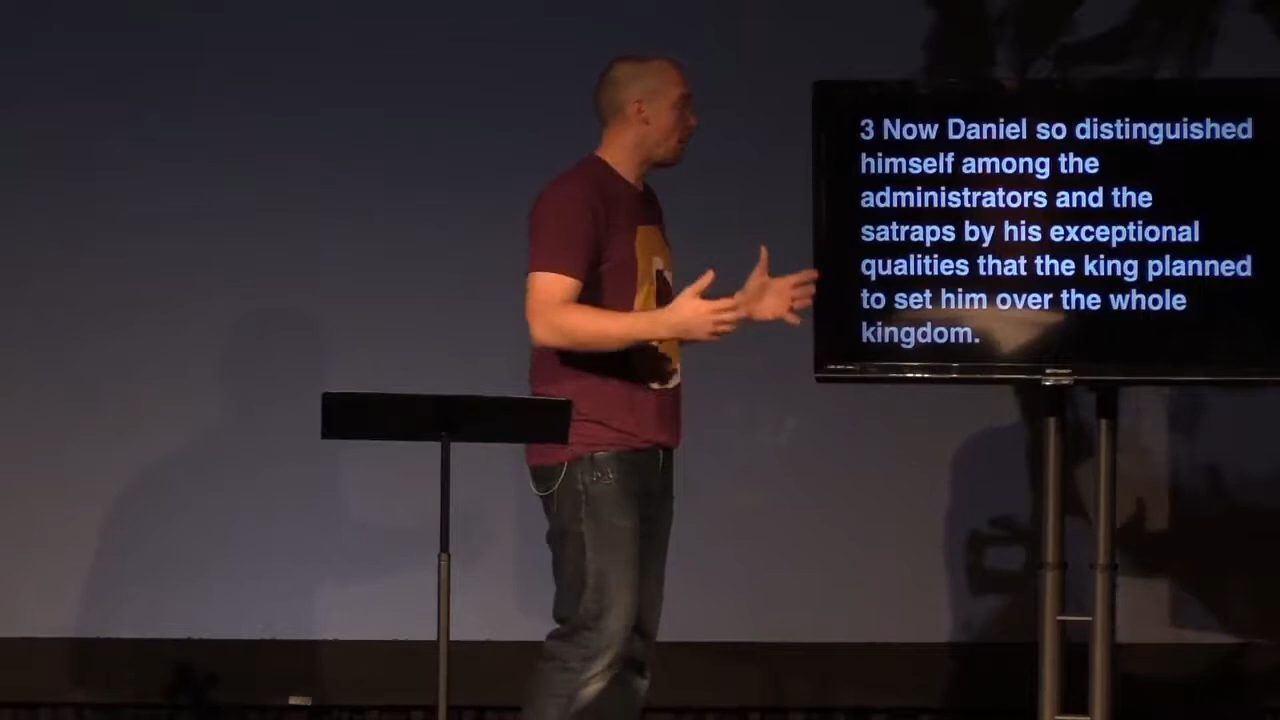 3 Now Daniel so distinguished
himself among the
administrators and the
satraps by his exceptional
qualities that the king planned
to set him over the whole
kingdom.